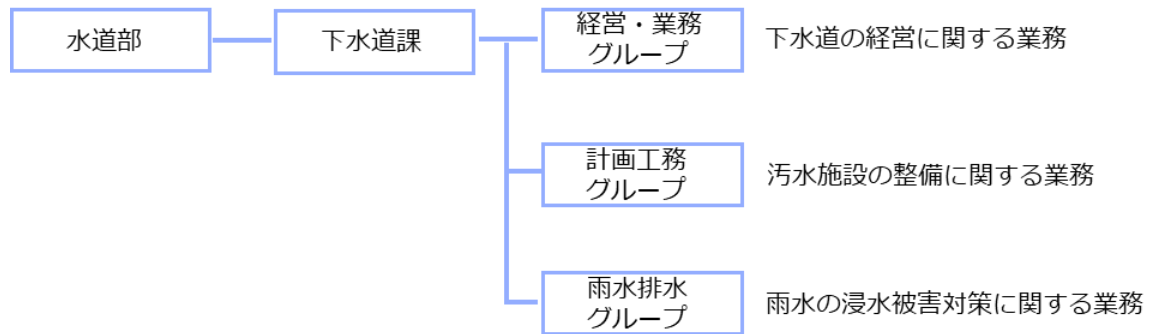 水道部
下水道課
経営・業務
グループ
下水道の経営に関する業務
計画工務
グループ
汚水施設の整備に関する業務
雨水排水
グループ
雨水の浸水被害対策に関する業務